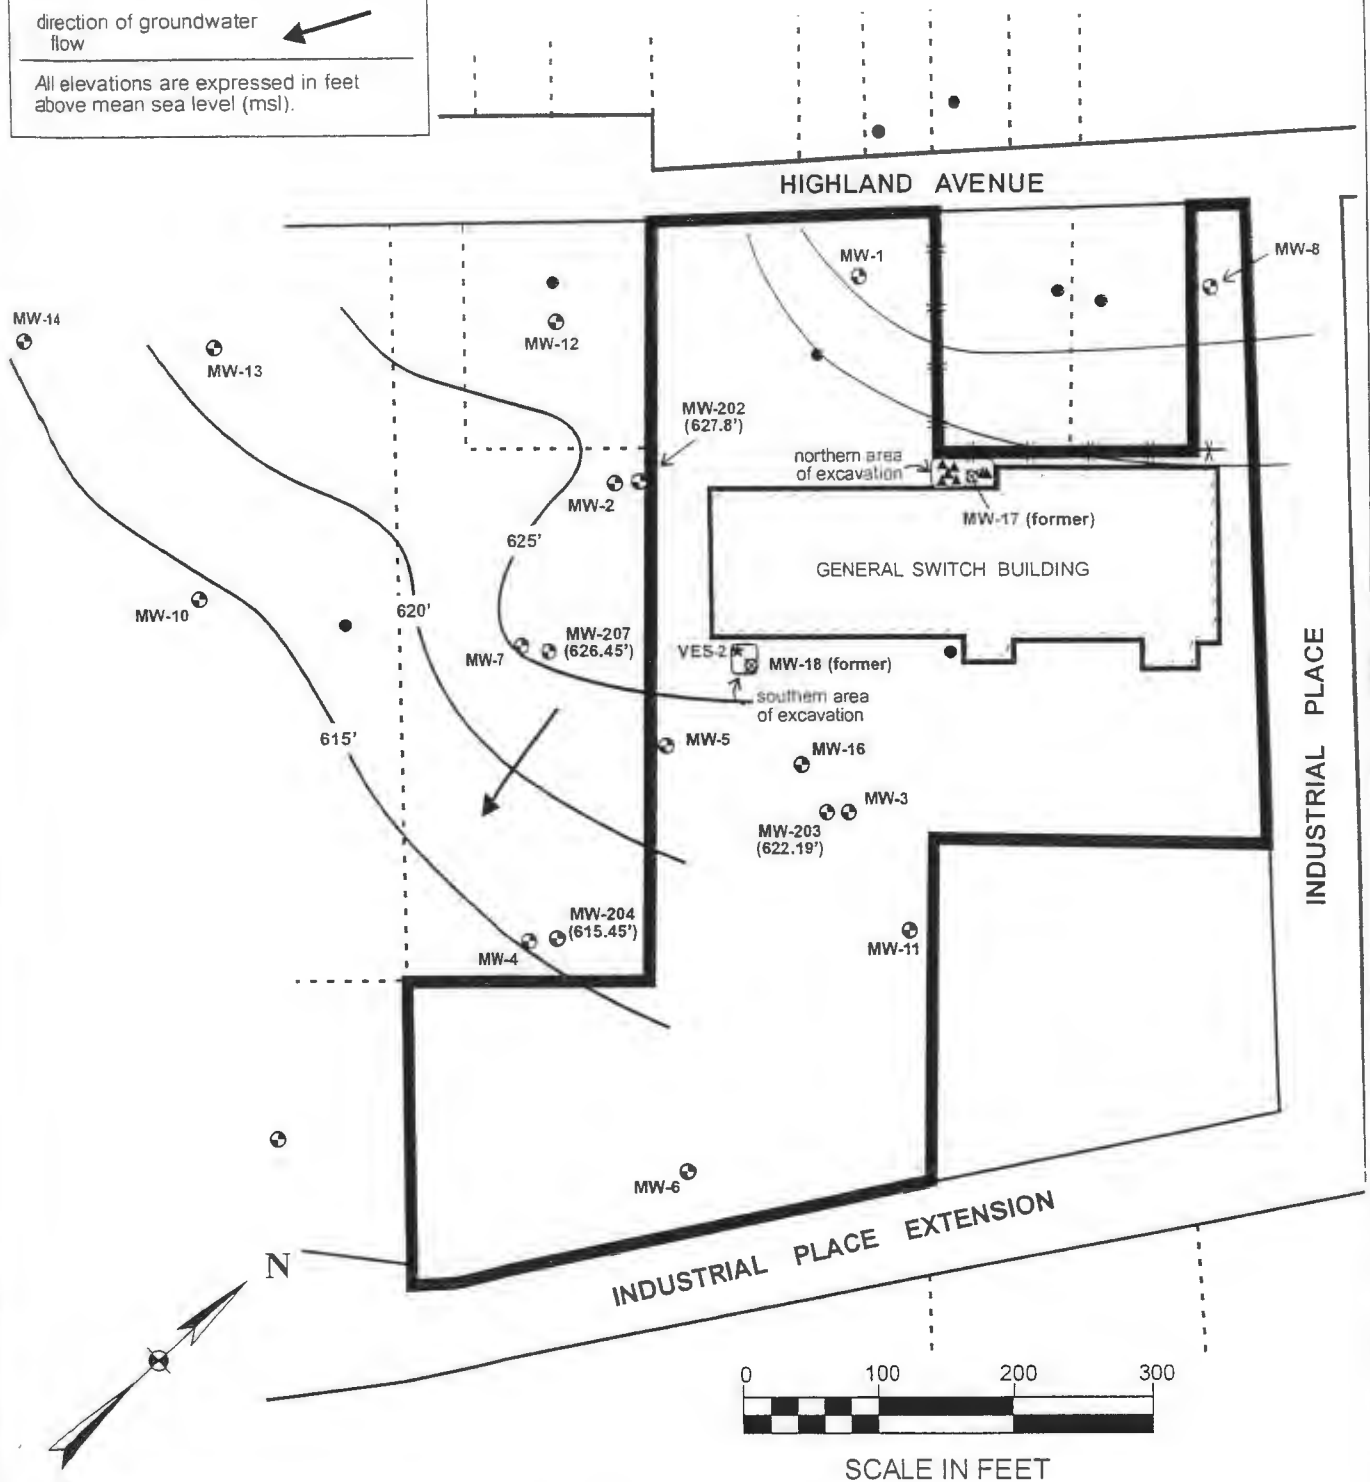 direction of groundwater
flow
All elevations are expressed in feet
above mean sea level (msl).
HIGHLAND AVENUE
MW-1
MW-8
MW-14
MW-13
MW-12
MW-202
(627.8')
northern area
of excavation
MW-2
MW-17 (former)
625'
GENERAL SWITCH BUILDING
MW-10
620'
MW-207
(626.45')
MW-7
VES-2
MW-18 (former)
southern area
of excavation
615'
MW-5
MW-16
MW-3
MW-203
(622.19')
INDUSTRIAL PLACE
MW-204
(615.45')
MW-4
MW-11
MW-6
INDUSTRIAL PLACE EXTENSION
N
0 100 200 300
SCALE IN FEET